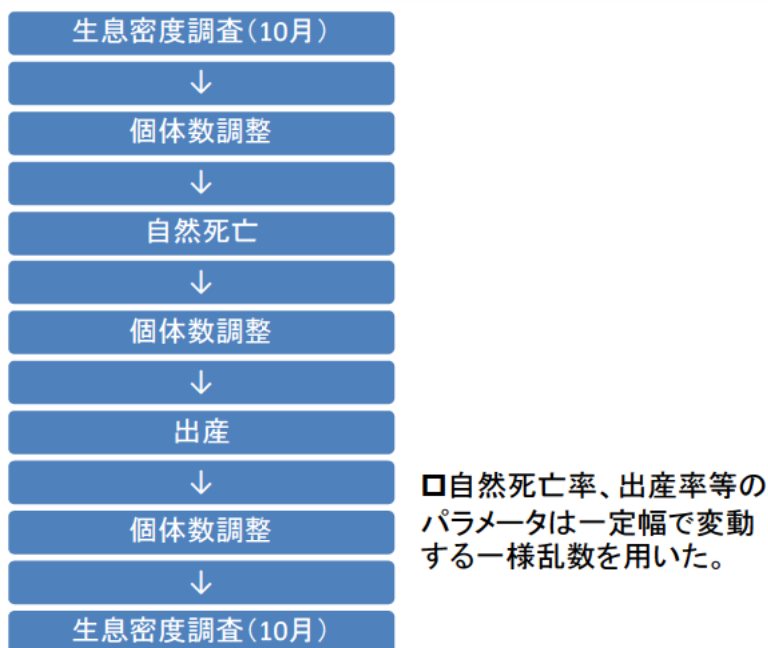 生息密度調査（10月）
↓
個体数調整
↓
自然死亡
↓
個体数調整
↓
出産
↓
個体数調整
↓
生息密度調査（10月）
□自然死亡率、出産率等の
パラメータは一定幅で変動
する一様乱数を用いた。